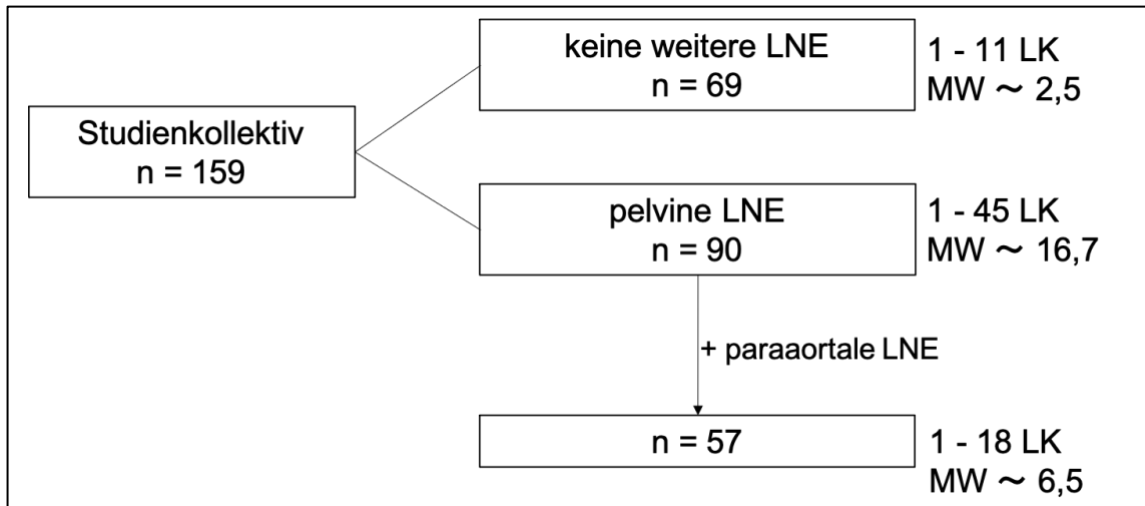 Studienkollektiv
n = 159
keine weitere LNE
n = 69
1 - 11 LK
MW ～ 2,5
pelvine LNE
n = 90
1 - 45 LK
MW ～ 16,7
+ paraaortale LNE
n = 57
1 - 18 LK
MW ～ 6,5